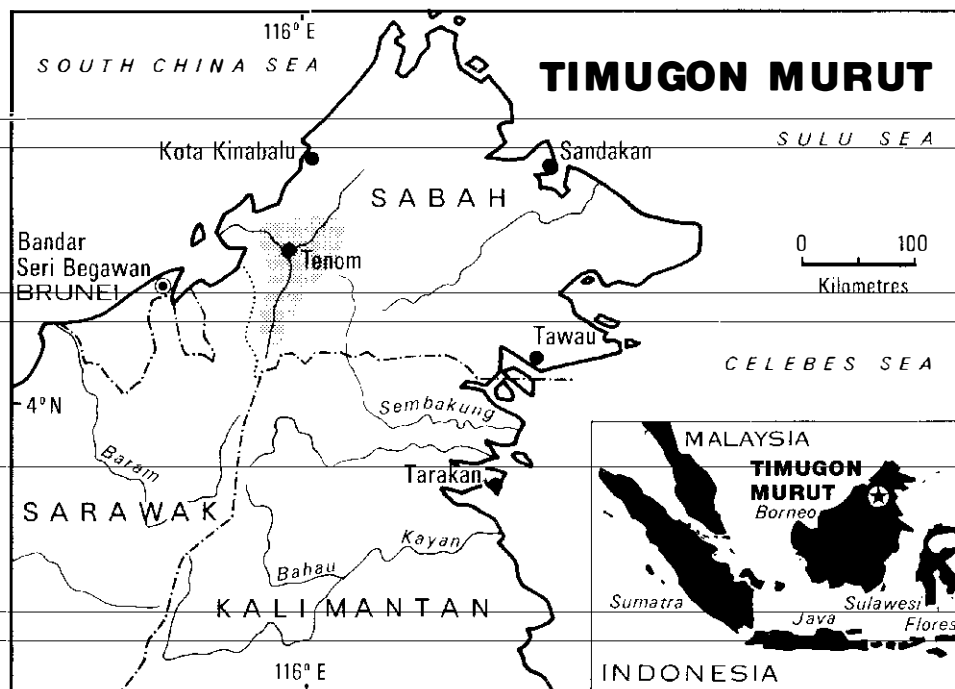 116° E
SOUTH CHINA SEA
TIMUGON MURUT
SULU SEA
Kota Kinabalu
Sandakan
SABAH
Bandar
Seri Begawan
BRUNEI
Tenom
0 100
Kilometres
Tawau
CELEBES SEA
4° N
Sembakung
Baram
Tarakan
SARAWAK
Kayan
Bahau
KALIMANTAN
116° E
MALAYSIA
TIMUGON
MURUT
Borneo
Sumatra
Sulawesi
Java
Flores
INDONESIA